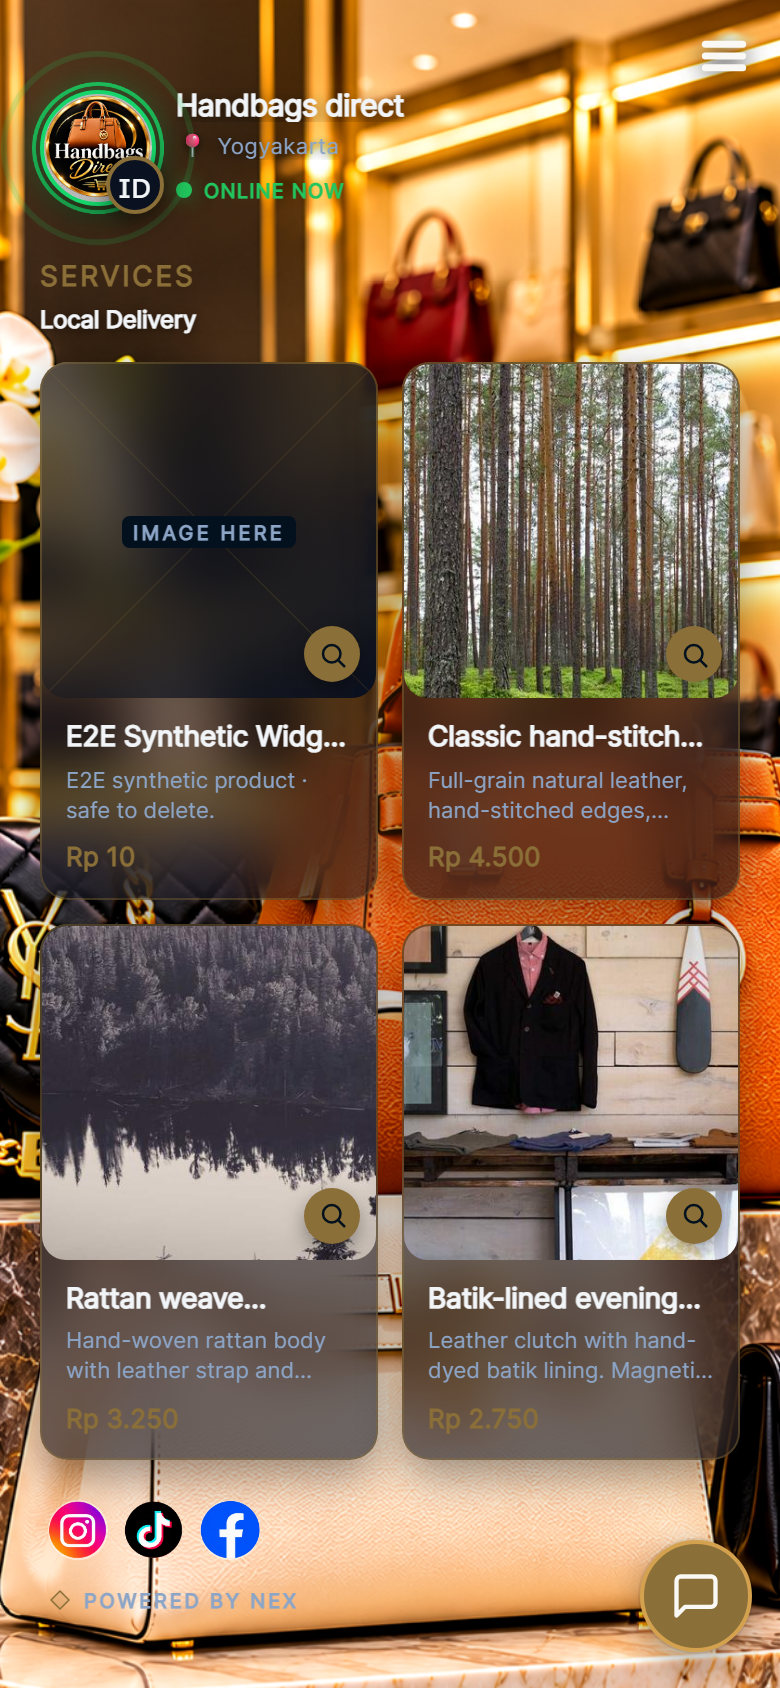 Handbags direct
Handbags
Direct
ID
Yogyakarta
ONLINE NOW
SERVICES
Local Delivery
IMAGE HERE
E2E Synthetic Widg...
E2E synthetic product ·
safe to delete.
Rp 10
Classic hand-stitch...
Full-grain natural leather,
hand-stitched edges,...
Rp 4.500
Rattan weave...
Hand-woven rattan body
with leather strap and...
Rp 3.250
Batik-lined evening...
Leather clutch with hand-
dyed batik lining. Magneti...
Rp 2.750
POWERED BY NEX